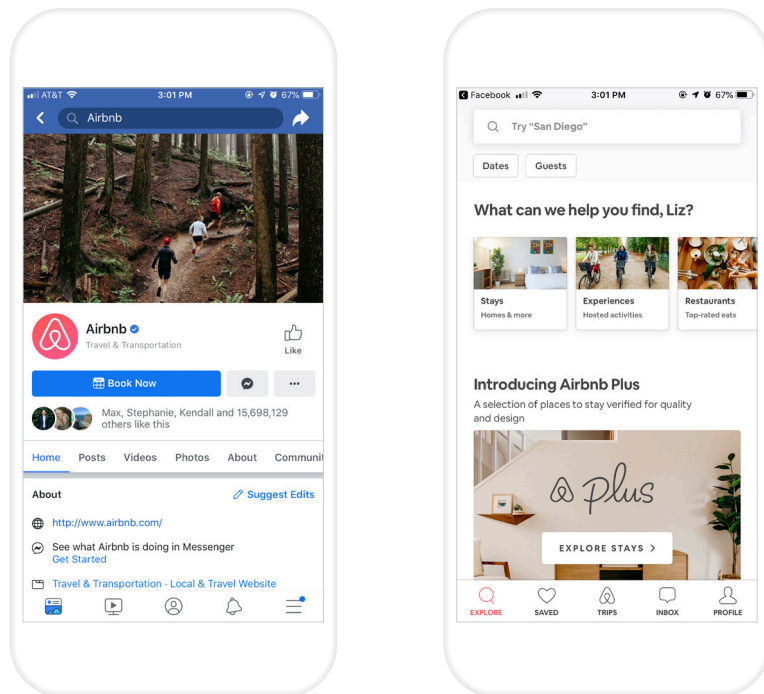 AT&T 3:01 PM 67%
Airbnb
Airbnb
Travel & Transportation
Like
Book Now
Max, Stephanie, Kendall and 15,698,129
others like this
Home Posts Videos Photos About Communit
About Suggest Edits
http://www.airbnb.com/
See what Airbnb is doing in Messenger
Get Started
Travel & Transportation · Local & Travel Website
Facebook 3:01 PM 67%
Try "San Diego"
Dates Guests
What can we help you find, Liz?
Stays Experiences Restaurants
Homes & more Hosted activities Top-rated eats
Introducing Airbnb Plus
A selection of places to stay verified for quality
and design
Plus
EXPLORE STAYS >
EXPLORE SAVED TRIPS INBOX PROFILE